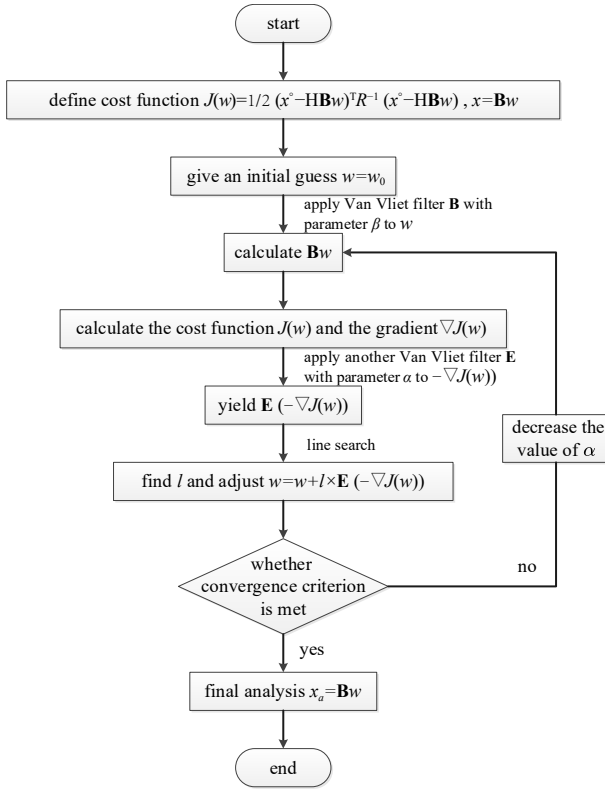 start
define cost function J(w)=1/2 (x°−HBw)ᵀR⁻¹ (x°−HBw) , x=Bw
give an initial guess w=w₀
apply Van Vliet filter B with
parameter β to w
calculate Bw
calculate the cost function J(w) and the gradient ▽J(w)
apply another Van Vliet filter E
with parameter α to −▽J(w))
yield E (−▽J(w))
decrease the
value of α
line search
find l and adjust w=w+l×E (−▽J(w))
whether
convergence criterion
is met
no
yes
final analysis xₐ=Bw
end